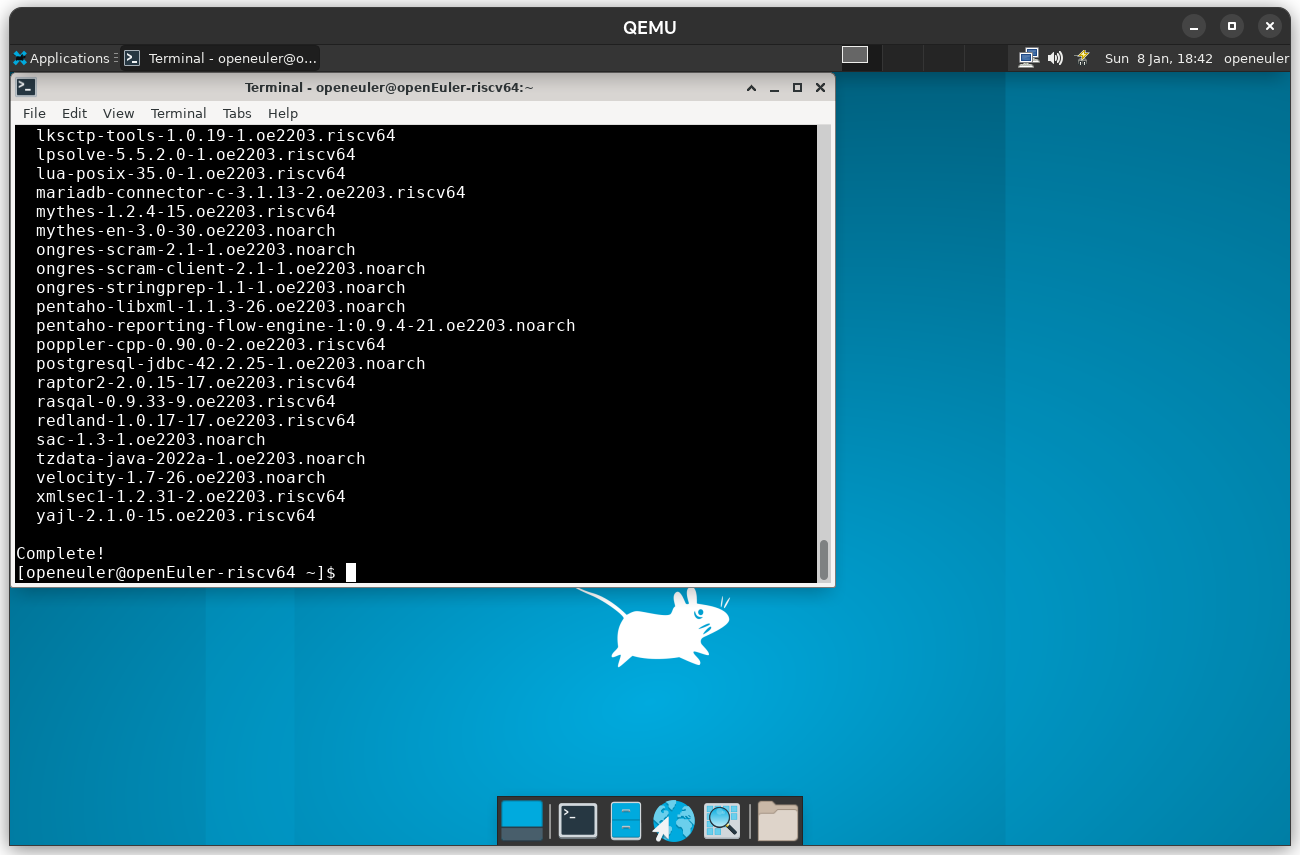 QEMU
Applications Terminal - openeuler@o... Sun 8 Jan, 18:42 openeuler
Terminal - openeuler@openEuler-riscv64:~
File Edit View Terminal Tabs Help
lksctp-tools-1.0.19-1.oe2203.riscv64
lpsolve-5.5.2.0-1.oe2203.riscv64
lua-posix-35.0-1.oe2203.riscv64
mariadb-connector-c-3.1.13-2.oe2203.riscv64
mythes-1.2.4-15.oe2203.riscv64
mythes-en-3.0-30.oe2203.noarch
ongres-scram-2.1-1.oe2203.noarch
ongres-scram-client-2.1-1.oe2203.noarch
ongres-stringprep-1.1-1.oe2203.noarch
pentaho-libxml-1.1.3-26.oe2203.noarch
pentaho-reporting-flow-engine-1:0.9.4-21.oe2203.noarch
poppler-cpp-0.90.0-2.oe2203.riscv64
postgresql-jdbc-42.2.25-1.oe2203.noarch
raptor2-2.0.15-17.oe2203.riscv64
rasqal-0.9.33-9.oe2203.riscv64
redland-1.0.17-17.oe2203.riscv64
sac-1.3-1.oe2203.noarch
tzdata-java-2022a-1.oe2203.noarch
velocity-1.7-26.oe2203.noarch
xmlsec1-1.2.31-2.oe2203.riscv64
yajl-2.1.0-15.oe2203.riscv64
Complete!
[openeuler@openEuler-riscv64 ~]$